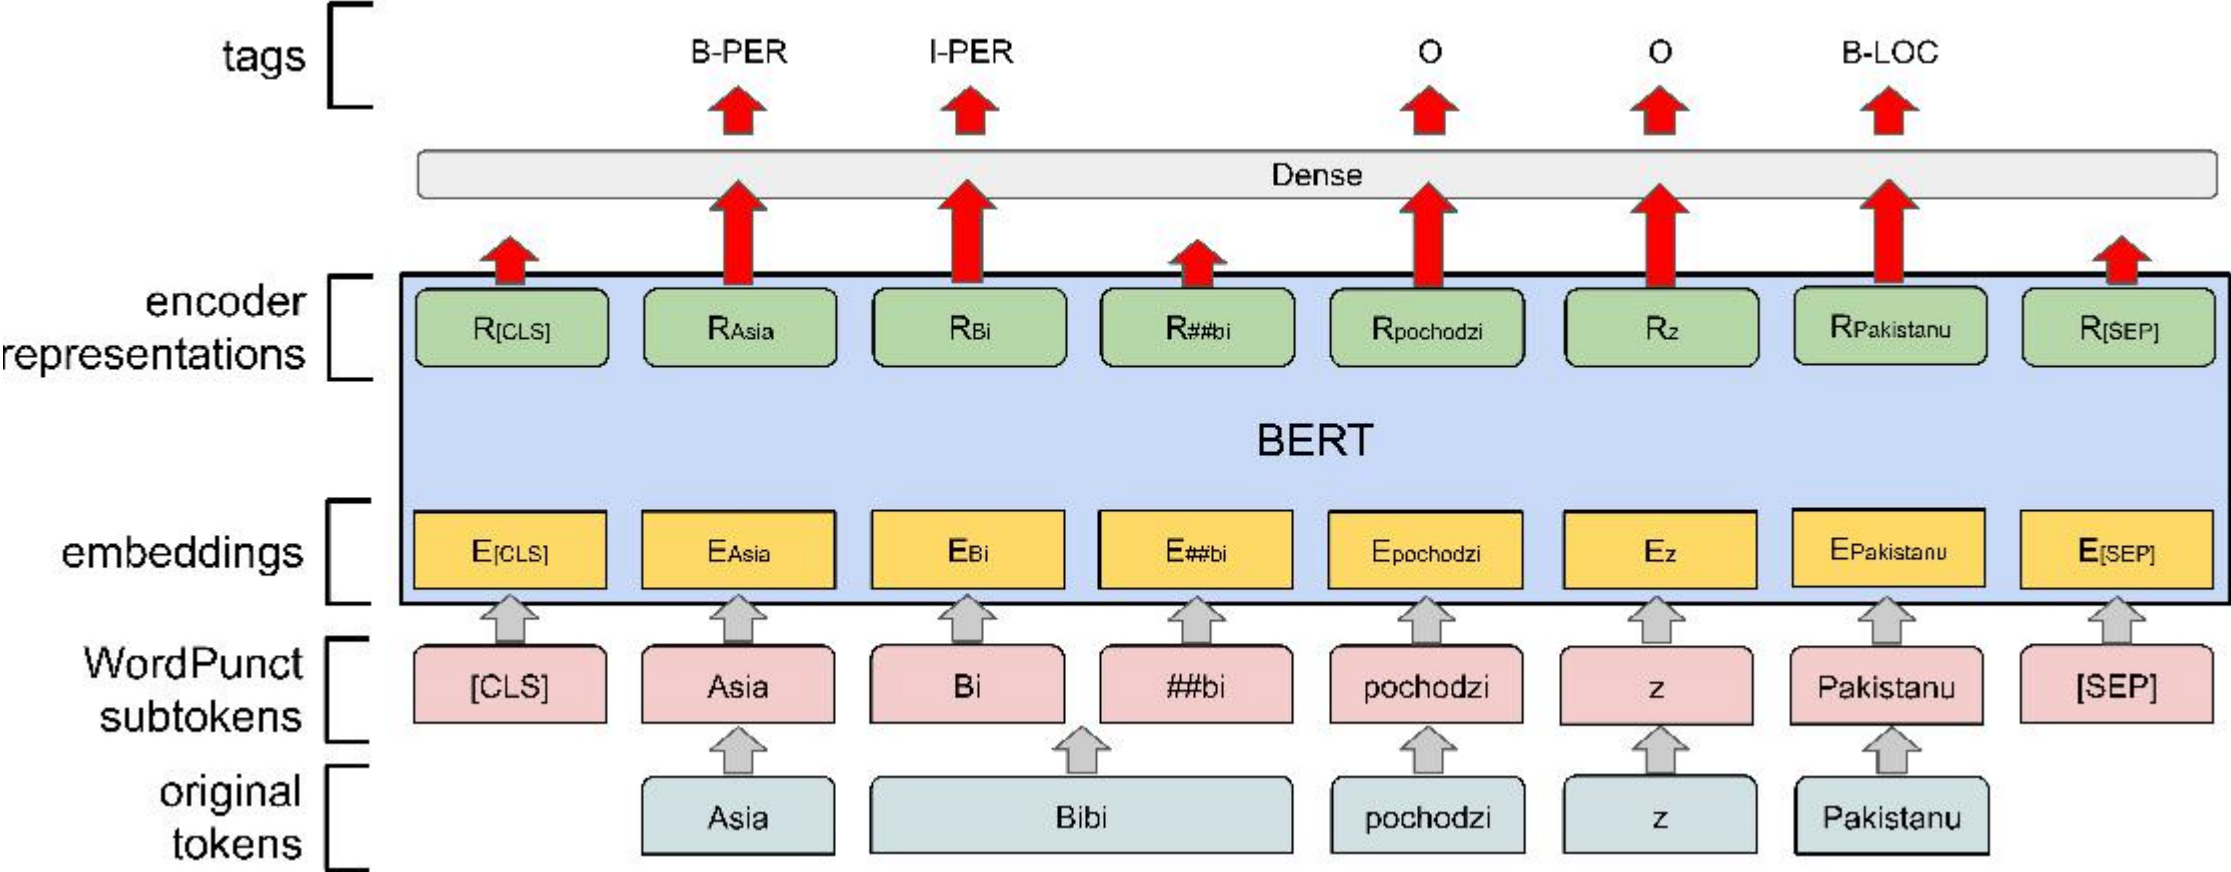 tags
B-PER I-PER O O B-LOC
Dense
encoder
representations
R[CLS] RAsia RBi R##bi Rpochodzi Rz RPakistanu R[SEP]
BERT
embeddings
E[CLS] EAsia EBi E##bi Epochodzi Ez EPakistanu E[SEP]
WordPunct
subtokens
[CLS] Asia Bi ##bi pochodzi z Pakistanu [SEP]
original
tokens
Asia Bibi pochodzi z Pakistanu